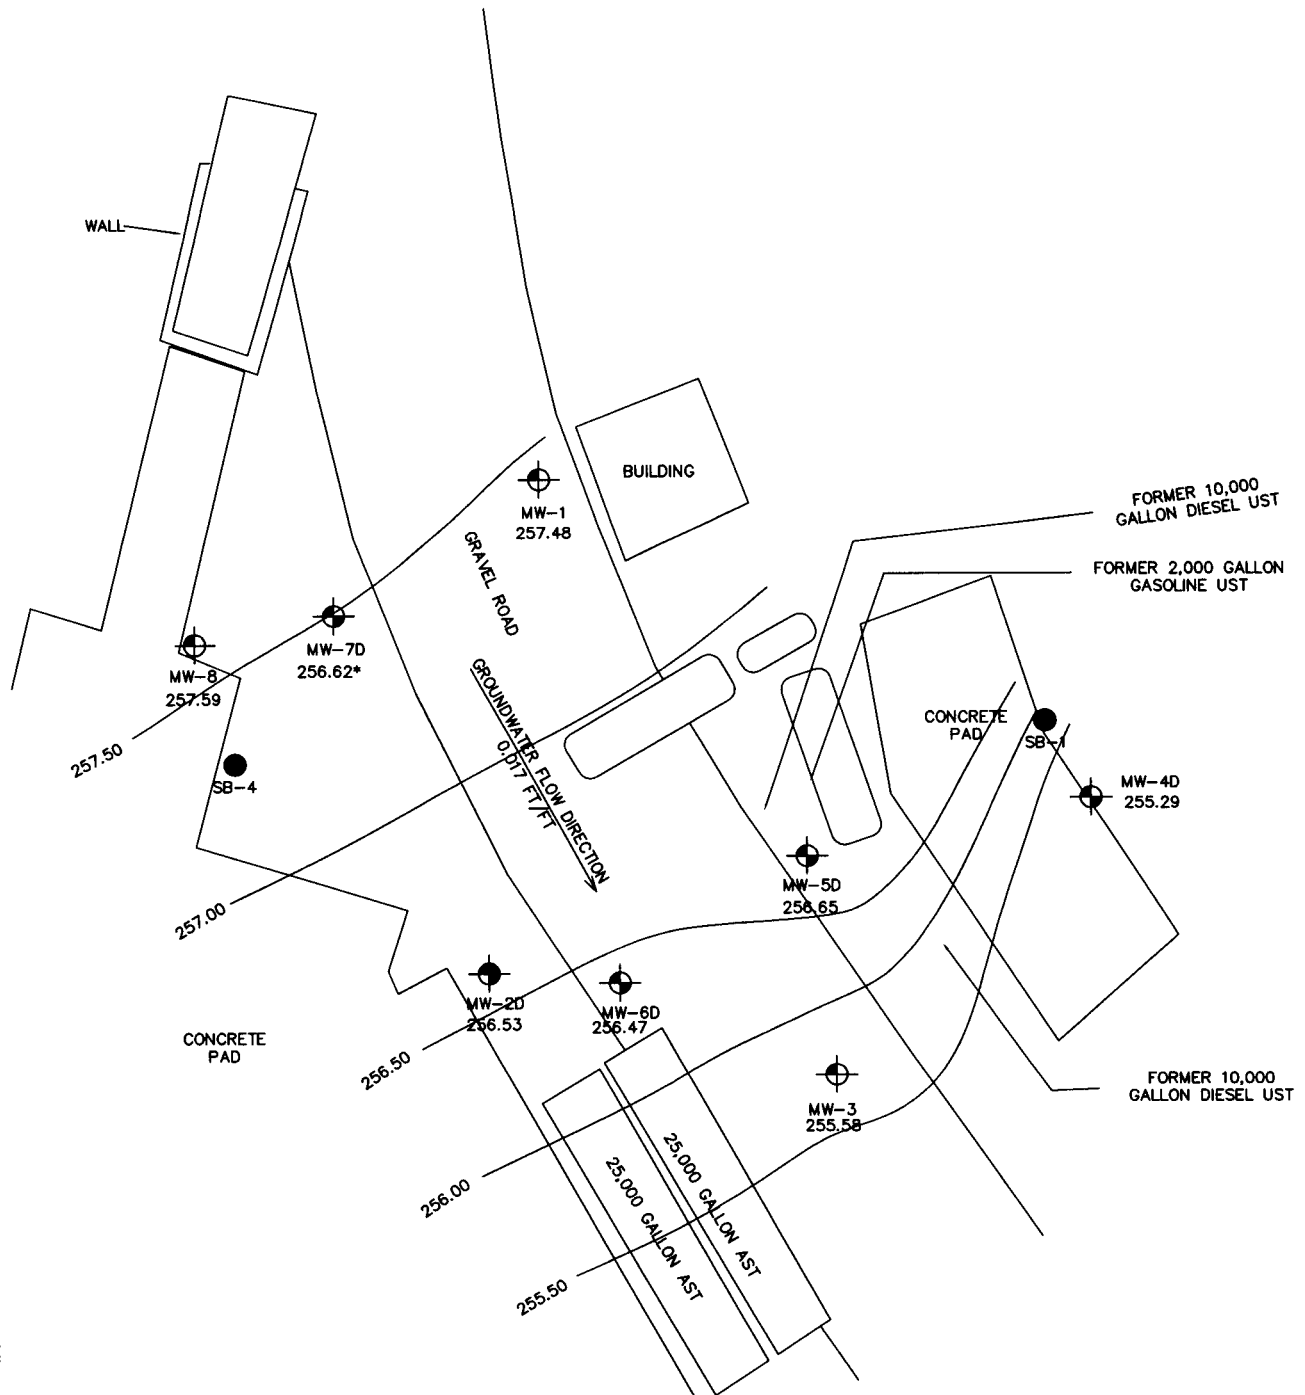 WALL
BUILDING
MW-1
257.48
GRAVEL ROAD
FORMER 10,000
GALLON DIESEL UST
FORMER 2,000 GALLON
GASOLINE UST
MW-7D
256.62*
MW-8
257.59
257.50
GROUNDWATER FLOW DIRECTION
0.017 FT/FT
CONCRETE
PAD
SB-1
SB-4
MW-4D
255.29
MW-5D
256.65
257.00
MW-2D
256.53
MW-6D
256.47
CONCRETE
PAD
256.50
MW-3
255.58
FORMER 10,000
GALLON DIESEL UST
256.00
25,000 GALLON AST
25,000 GALLON AST
255.50